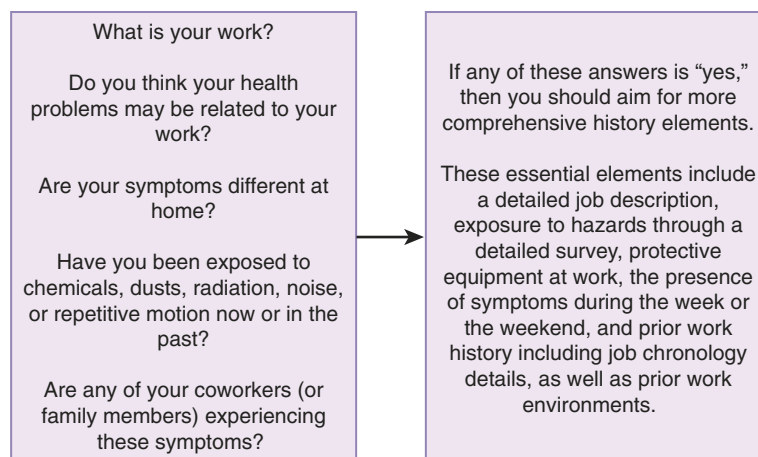 What is your work?
Do you think your health
problems may be related to your
work?
Are your symptoms different at
home?
Have you been exposed to
chemicals, dusts, radiation, noise,
or repetitive motion now or in the
past?
Are any of your coworkers (or
family members) experiencing
these symptoms?
If any of these answers is “yes,”
then you should aim for more
comprehensive history elements.
These essential elements include
a detailed job description,
exposure to hazards through a
detailed survey, protective
equipment at work, the presence
of symptoms during the week or
the weekend, and prior work
history including job chronology
details, as well as prior work
environments.